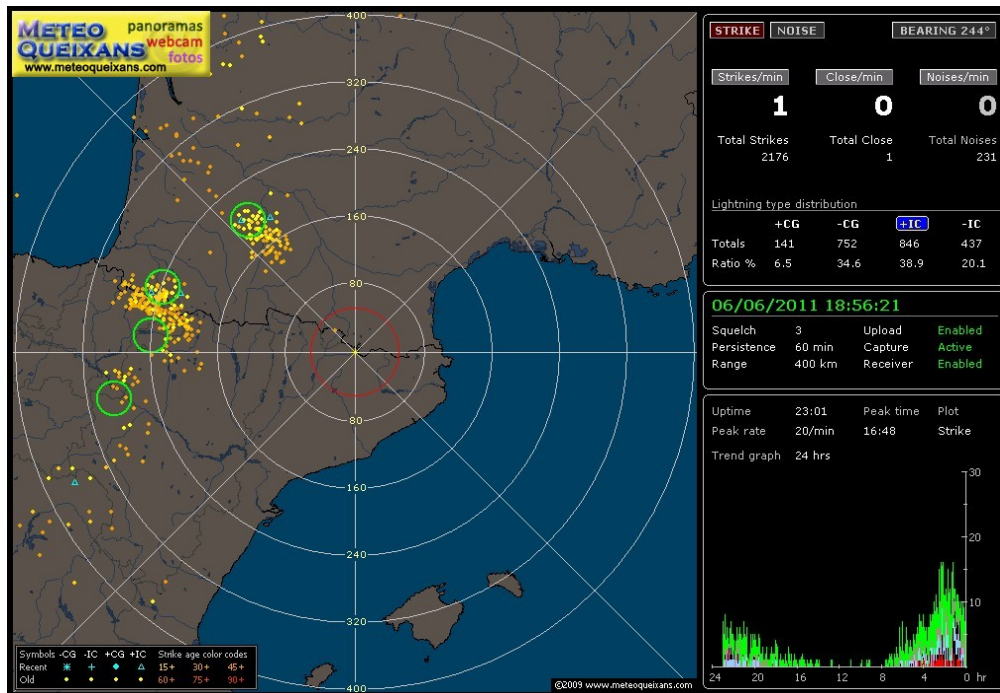 METEO panoramas
QUEIXANS webcam
fotos
www.meteoqueixans.com
400
320
240
160
80
80
160
240
320
400
Symbols -CG -IC +CG +IC Strike age color codes
Recent 15+ 30+ 45+
Old 60+ 75+ 90+
©2009 www.meteoqueixans.com
STRIKE NOISE BEARING 244°
Strikes/min Close/min Noises/min
1 0 0
Total Strikes Total Close Total Noises
2176 1 231
Lightning type distribution
+CG -CG +IC -IC
Totals 141 752 846 437
Ratio % 6.5 34.6 38.9 20.1
06/06/2011 18:56:21
Squelch 3 Upload Enabled
Persistence 60 min Capture Active
Range 400 km Receiver Enabled
Uptime 23:01 Peak time Plot
Peak rate 20/min 16:48 Strike
Trend graph 24 hrs
30
20
10
24 20 16 12 8 4 0 hr